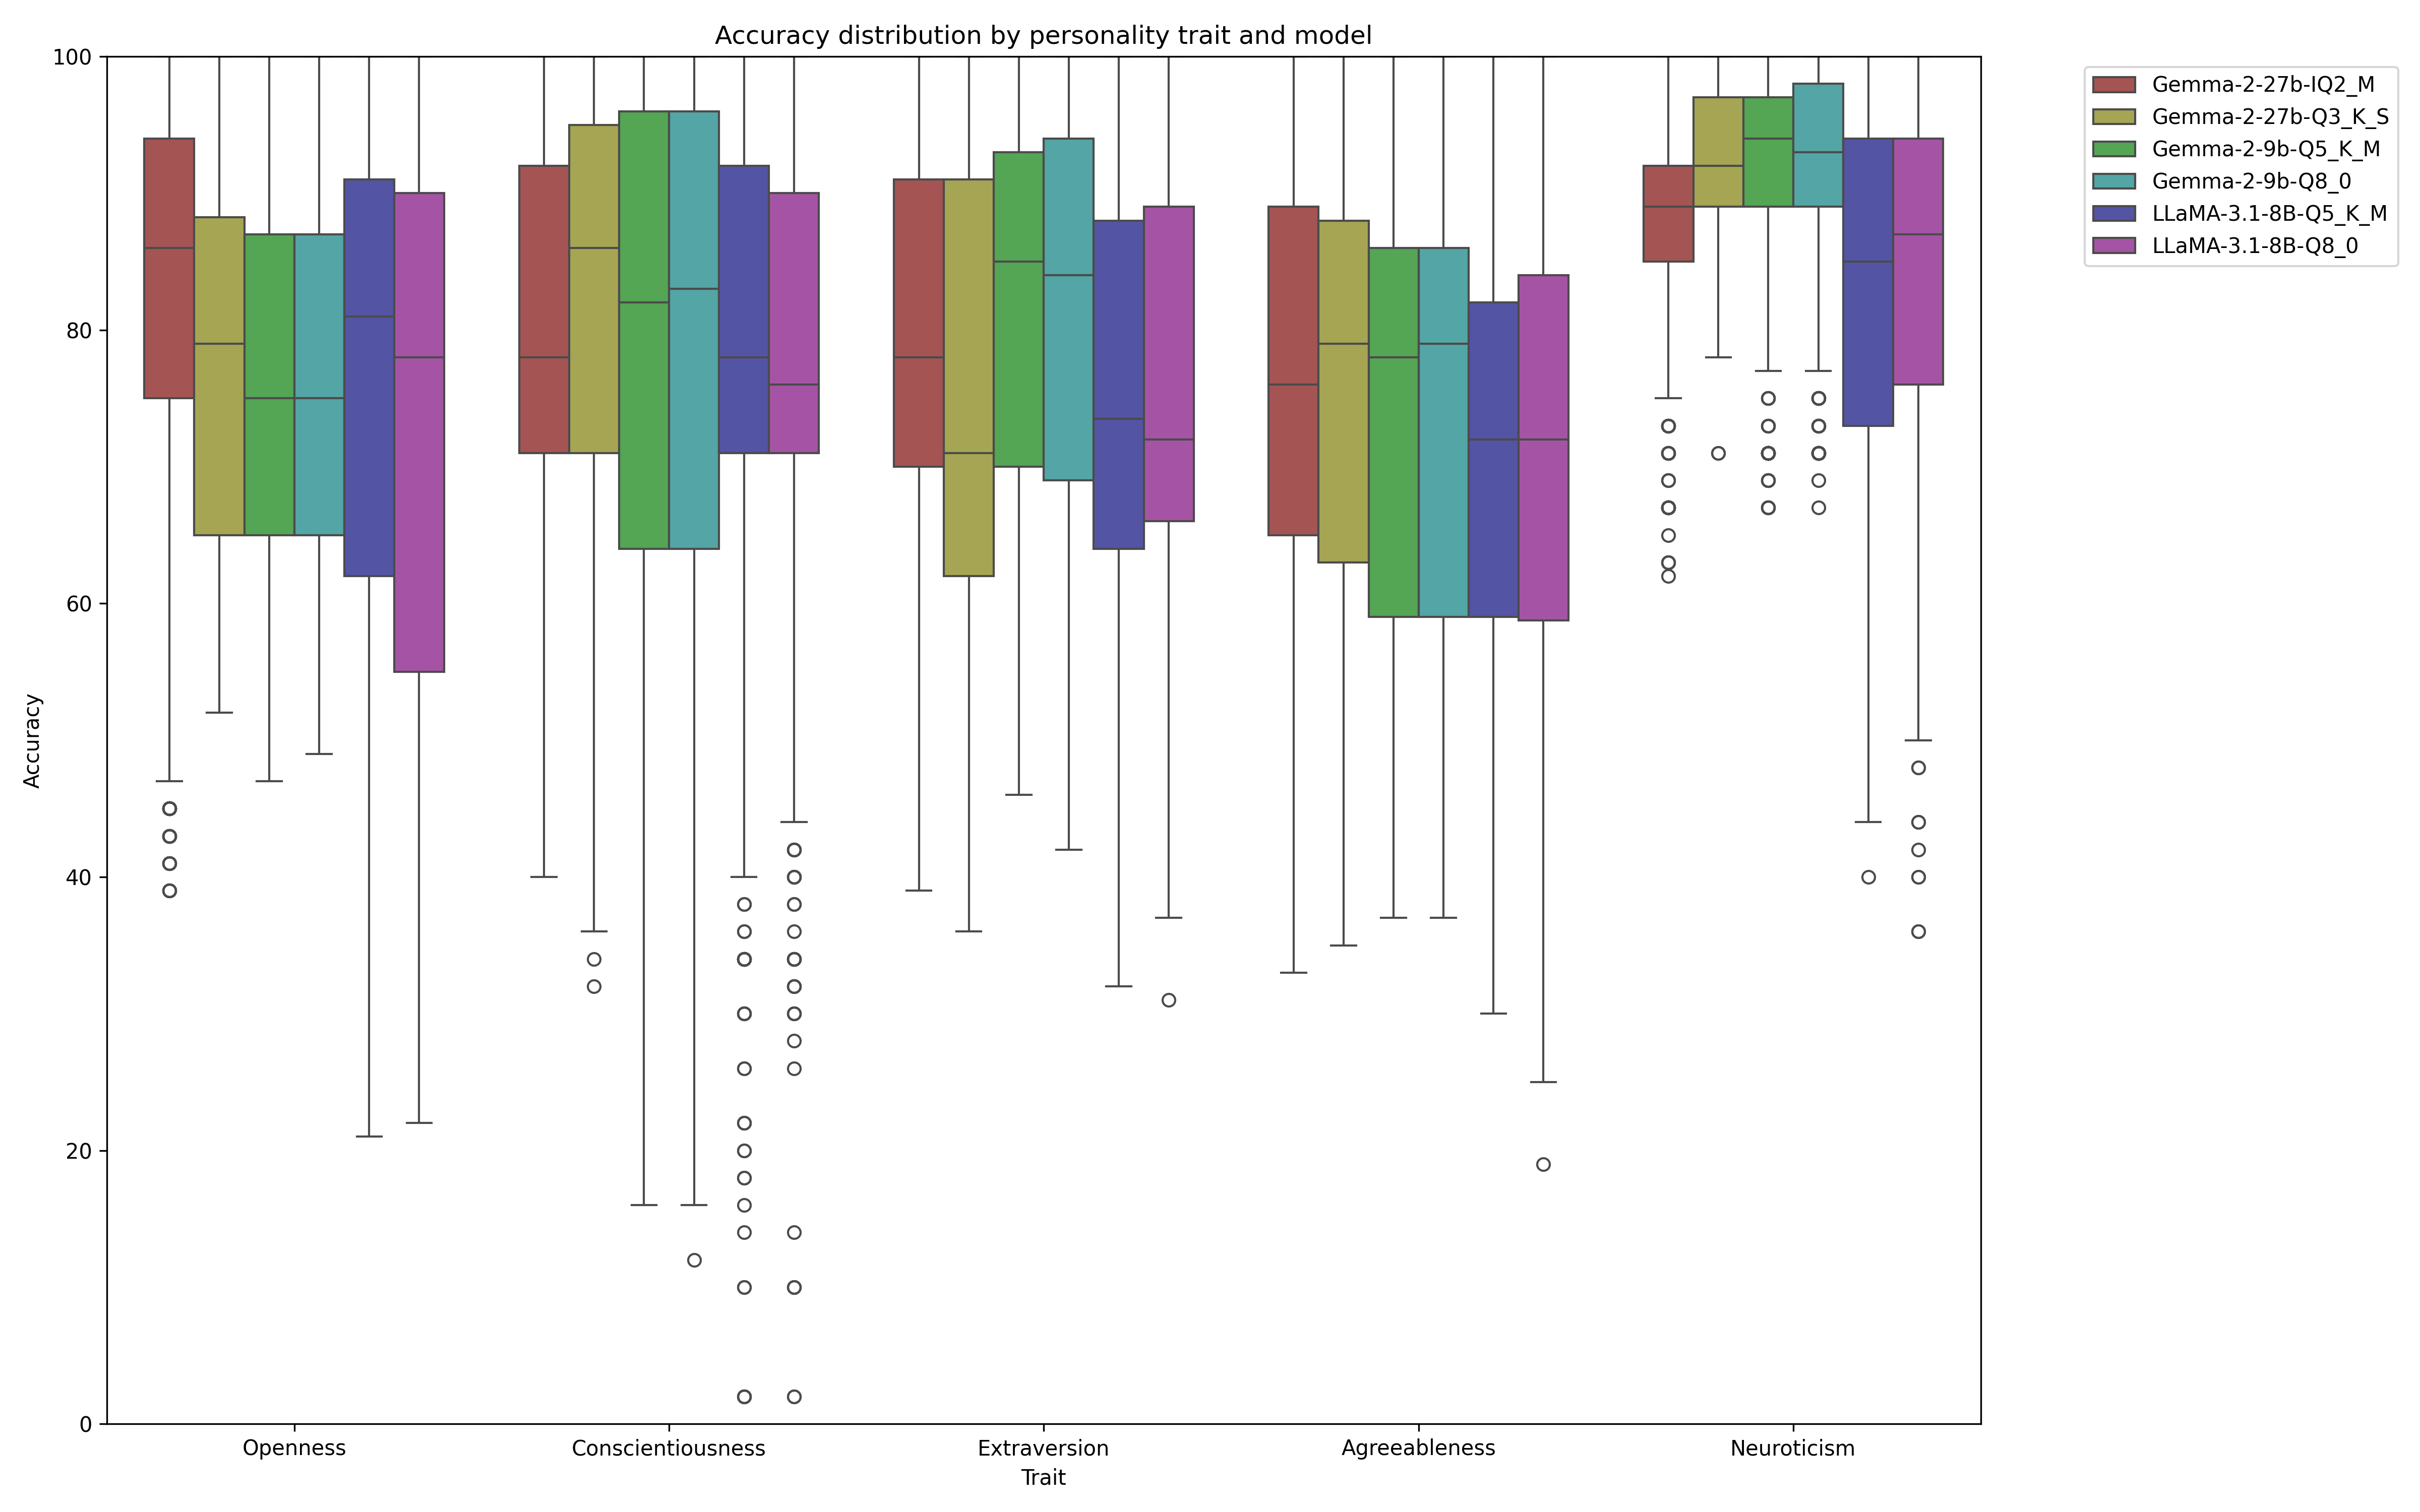 Accuracy distribution by personality trait and model
100
80
60
40
20
0
Accuracy
Openness
Conscientiousness
Extraversion
Agreeableness
Neuroticism
Trait
Gemma-2-27b-IQ2_M
Gemma-2-27b-Q3_K_S
Gemma-2-9b-Q5_K_M
Gemma-2-9b-Q8_0
LLaMA-3.1-8B-Q5_K_M
LLaMA-3.1-8B-Q8_0